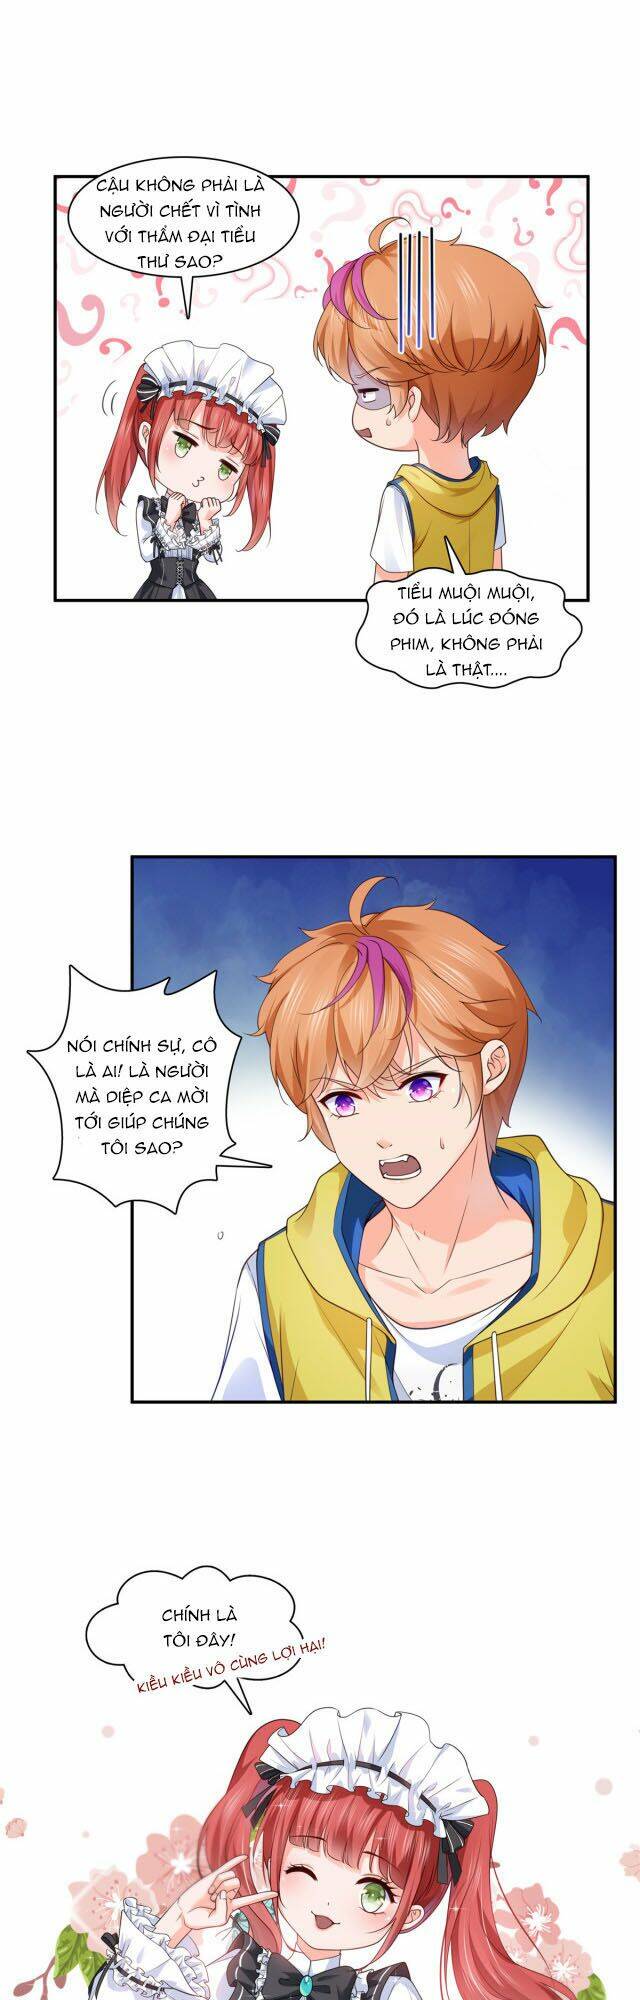 CẬU KHÔNG PHẢI LÀ
NGƯỜI CHẾT VÌ TÌNH
VỚI THẨM ĐẠI TIỂU
THƯ SAO?
TIỂU MUỘI MUỘI,
ĐÓ LÀ LÚC ĐÓNG
PHIM, KHÔNG PHẢI
LÀ THẬT....
NÓI CHÍNH SỰ, CÔ
LÀ AI! LÀ NGƯỜI
MÀ DIỆP CA MỜI
TỚI GIÚP CHÚNG
TÔI SAO?
CHÍNH LÀ
TÔI ĐÂY!
KIỀU KIỀU VÔ CÙNG LỢI HẠI!